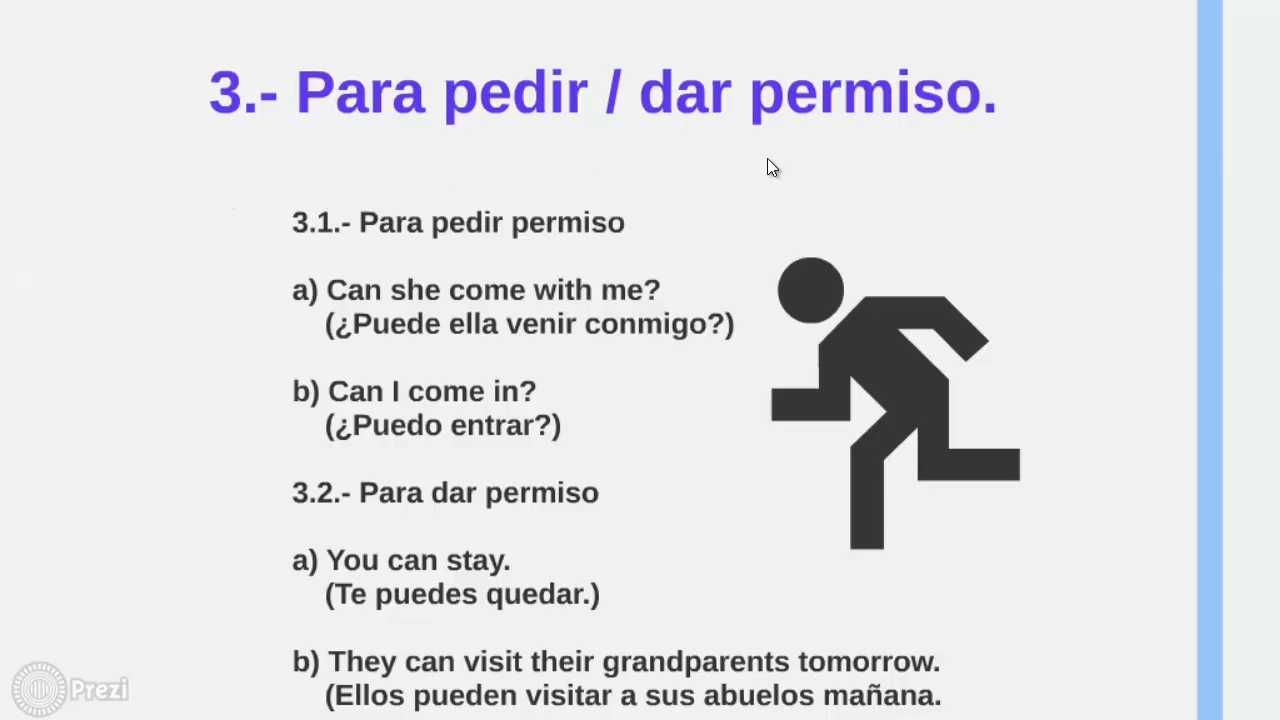 3.- Para pedir / dar permiso.
3.1.- Para pedir permiso
a) Can she come with me?
(¿Puede ella venir conmigo?)
b) Can I come in?
(¿Puedo entrar?)
3.2.- Para dar permiso
a) You can stay.
(Te puedes quedar.)
b) They can visit their grandparents tomorrow.
(Ellos pueden visitar a sus abuelos mañana.
Prezi